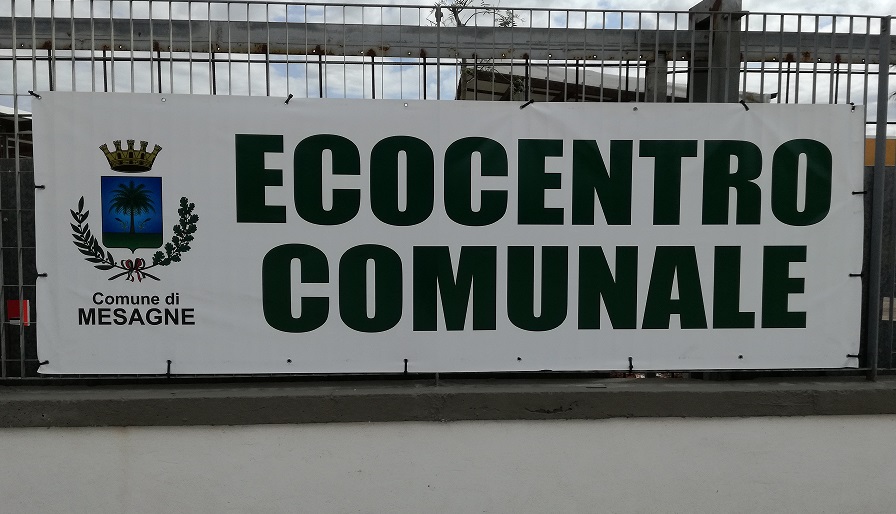 ECOCENTRO
COMUNALE
Comune di
MESAGNE